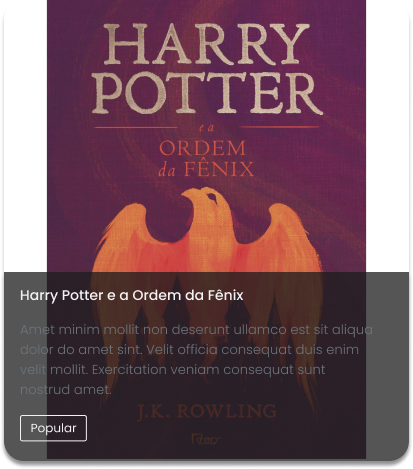 HARRY
POTTER
e a
ORDEM
da FÊNIX
Harry Potter e a Ordem da Fênix
Amet minim mollit non deserunt ullamco est sit aliqua
dolor do amet sint. Velit officia consequat duis enim
velit mollit. Exercitation veniam consequat sunt
nostrud amet.
J.K. ROWLING
Popular